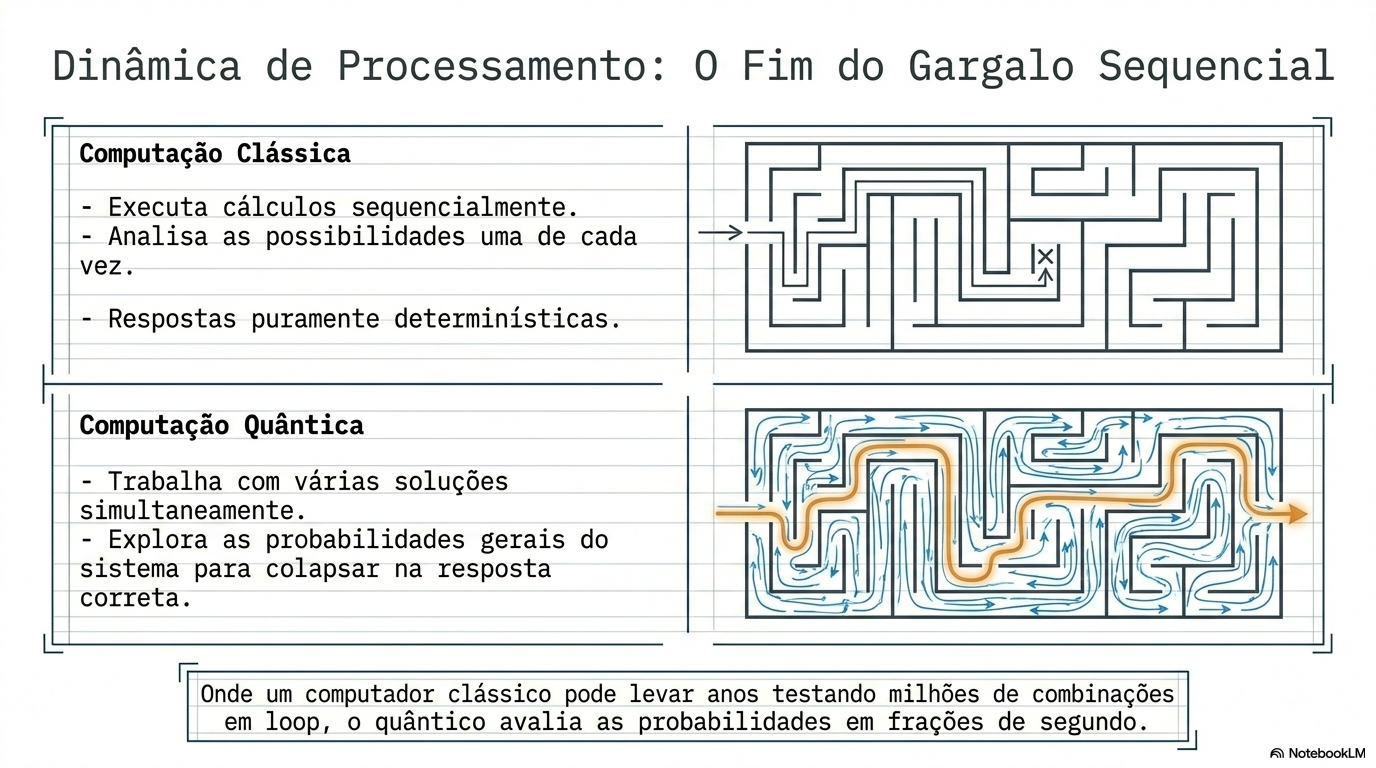 Dinâmica de Processamento: O Fim do Gargalo Sequencial
Computação Clássica
- Executa cálculos sequencialmente.
- Analisa as possibilidades uma de cada
vez.
- Respostas puramente determinísticas.
Computação Quântica
- Trabalha com várias soluções
simultaneamente.
- Explora as probabilidades gerais do
sistema para colapsar na resposta
correta.
Onde um computador clássico pode levar anos testando milhões de combinações
em loop, o quântico avalia as probabilidades em frações de segundo.
NotebookLM